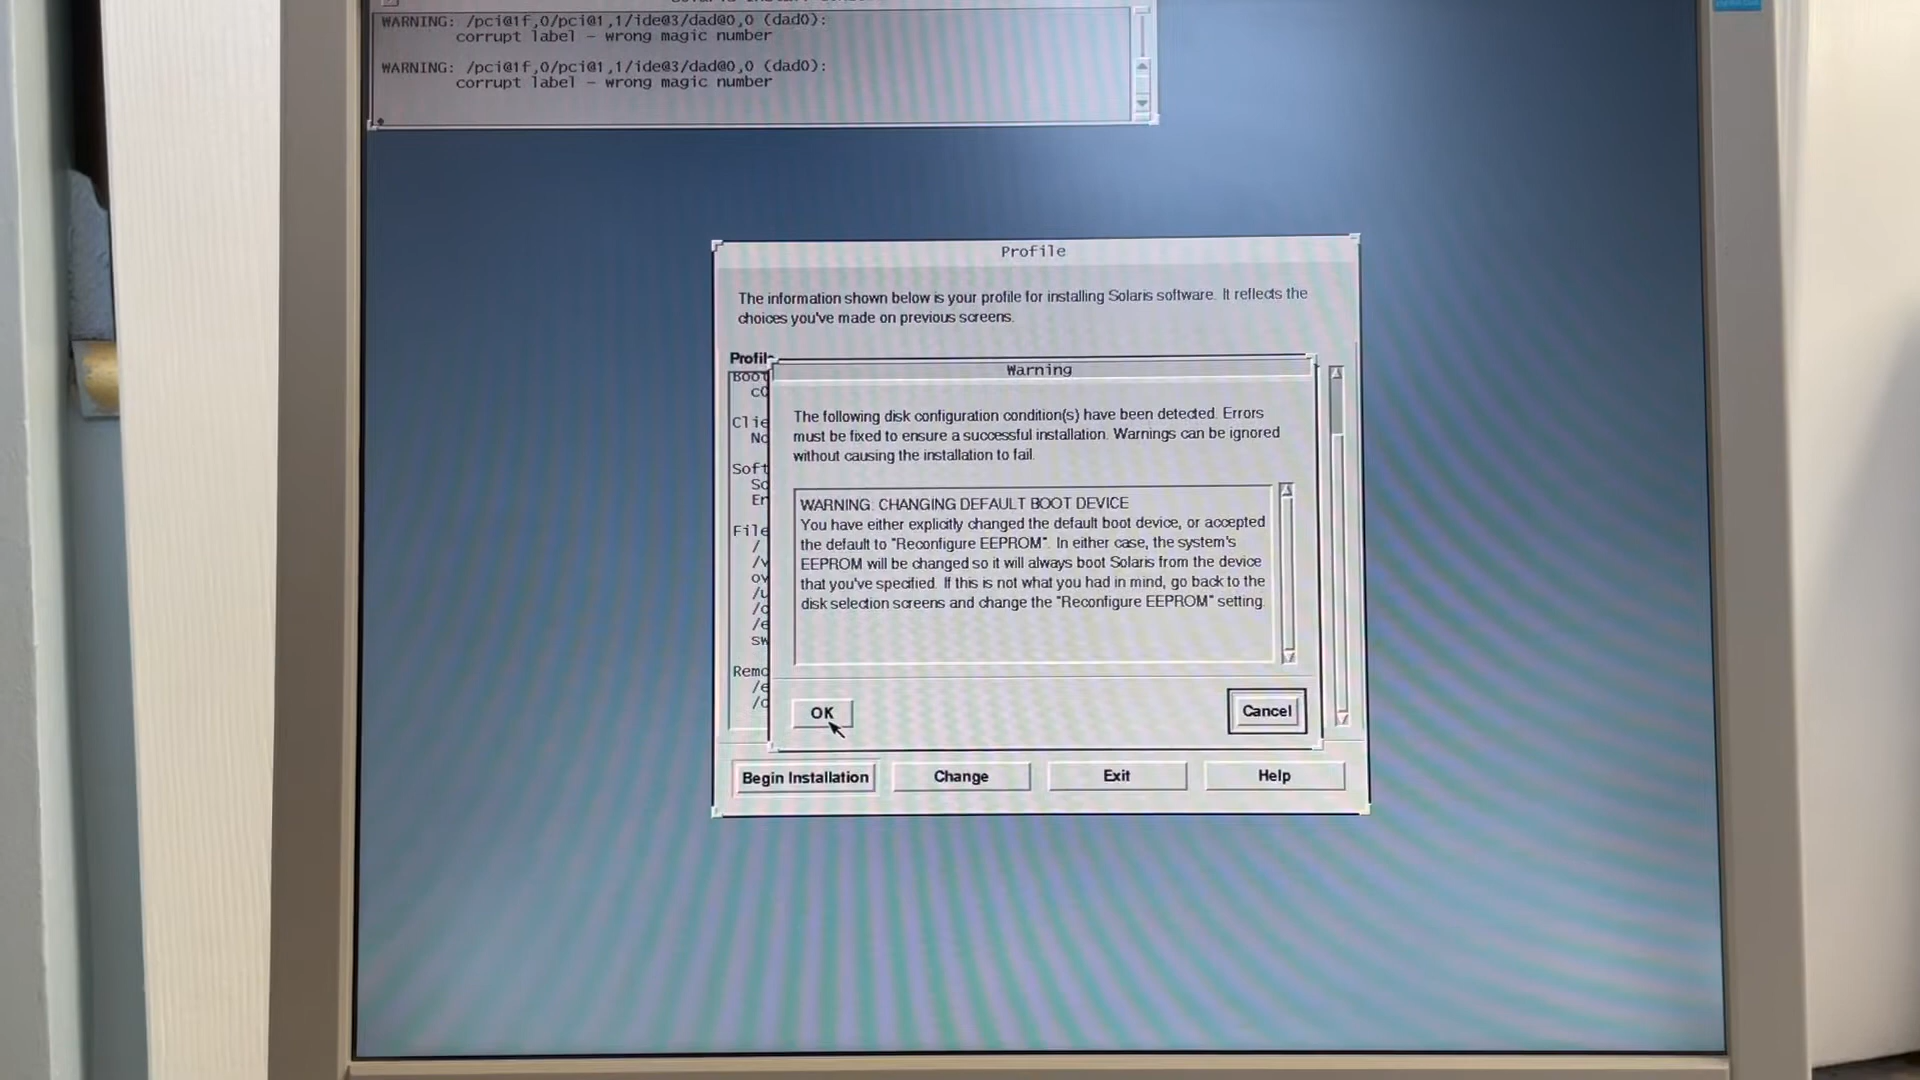 WARNING: /pci@1f,0/pci@1,1/ide@3/dad@0,0 (dad0):
corrupt label - wrong magic number
WARNING: /pci@1f,0/pci@1,1/ide@3/dad@0,0 (dad0):
corrupt label - wrong magic number
Profile
The information shown below is your profile for installing Solaris software. It reflects the
choices you've made on previous screens.
Warning
The following disk configuration condition(s) have been detected. Errors
must be fixed to ensure a successful installation. Warnings can be ignored
without causing the installation to fail.
WARNING: CHANGING DEFAULT BOOT DEVICE
You have either explicitly changed the default boot device, or accepted
the default to "Reconfigure EEPROM". In either case, the system's
EEPROM will be changed so it will always boot Solaris from the device
that you've specified. If this is not what you had in mind, go back to the
disk selection screens and change the "Reconfigure EEPROM" setting.
OK
Cancel
Begin Installation
Change
Exit
Help